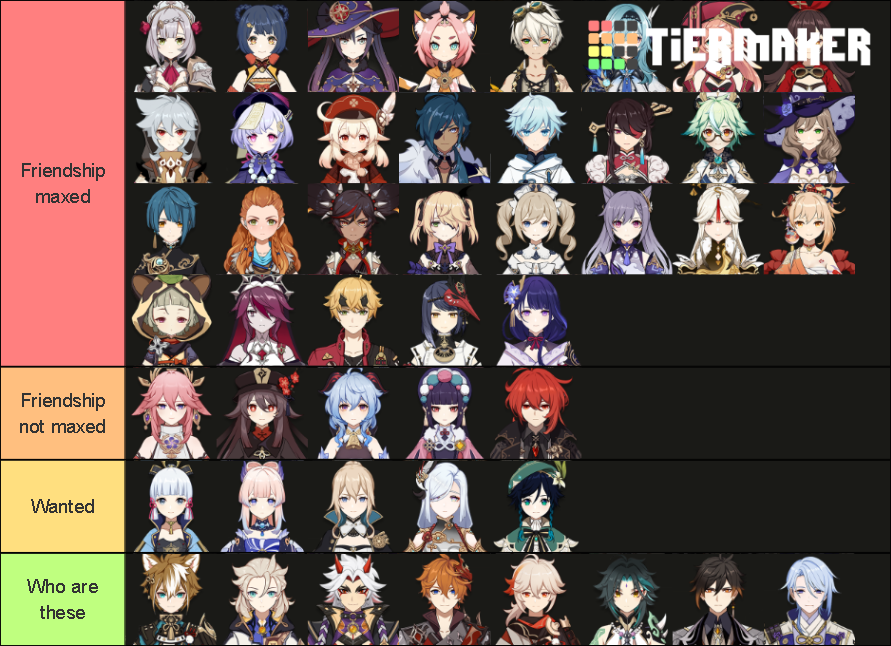 TiERMAKER
Friendship
maxed
Friendship
not maxed
Wanted
Who are
these